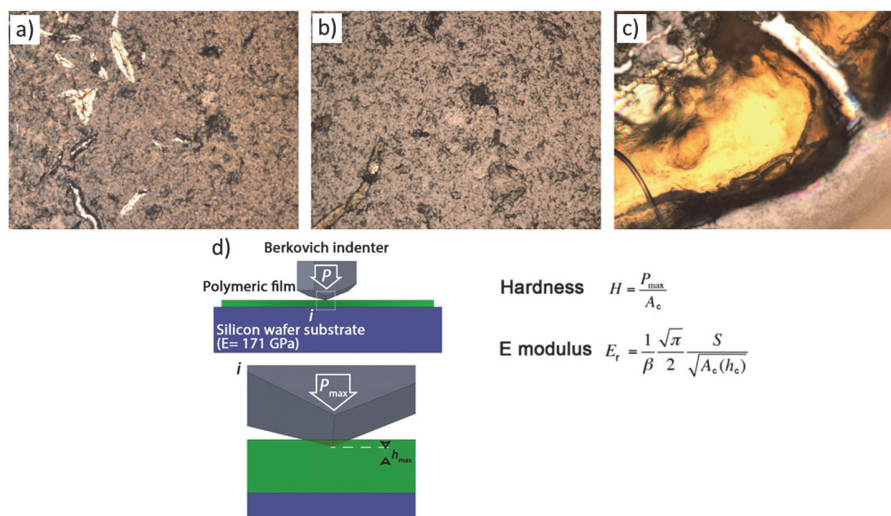 a)
b)
c)
d)
Berkovich indenter
P
Polymeric film
i
Silicon wafer substrate
(E= 171 GPa)
i
Pmax
hmax
Hardness H = Pmax / Ac
E modulus Er = 1/β √π/2 S/√Ac(hc)